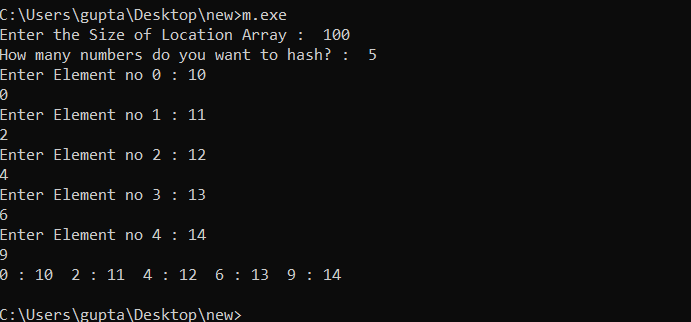 C:\Users\gupta\Desktop\new>m.exe
Enter the Size of Location Array :  100
How many numbers do you want to hash? :  5
Enter Element no 0 : 10
0
Enter Element no 1 : 11
2
Enter Element no 2 : 12
4
Enter Element no 3 : 13
6
Enter Element no 4 : 14
9
0 : 10  2 : 11  4 : 12  6 : 13  9 : 14
C:\Users\gupta\Desktop\new>